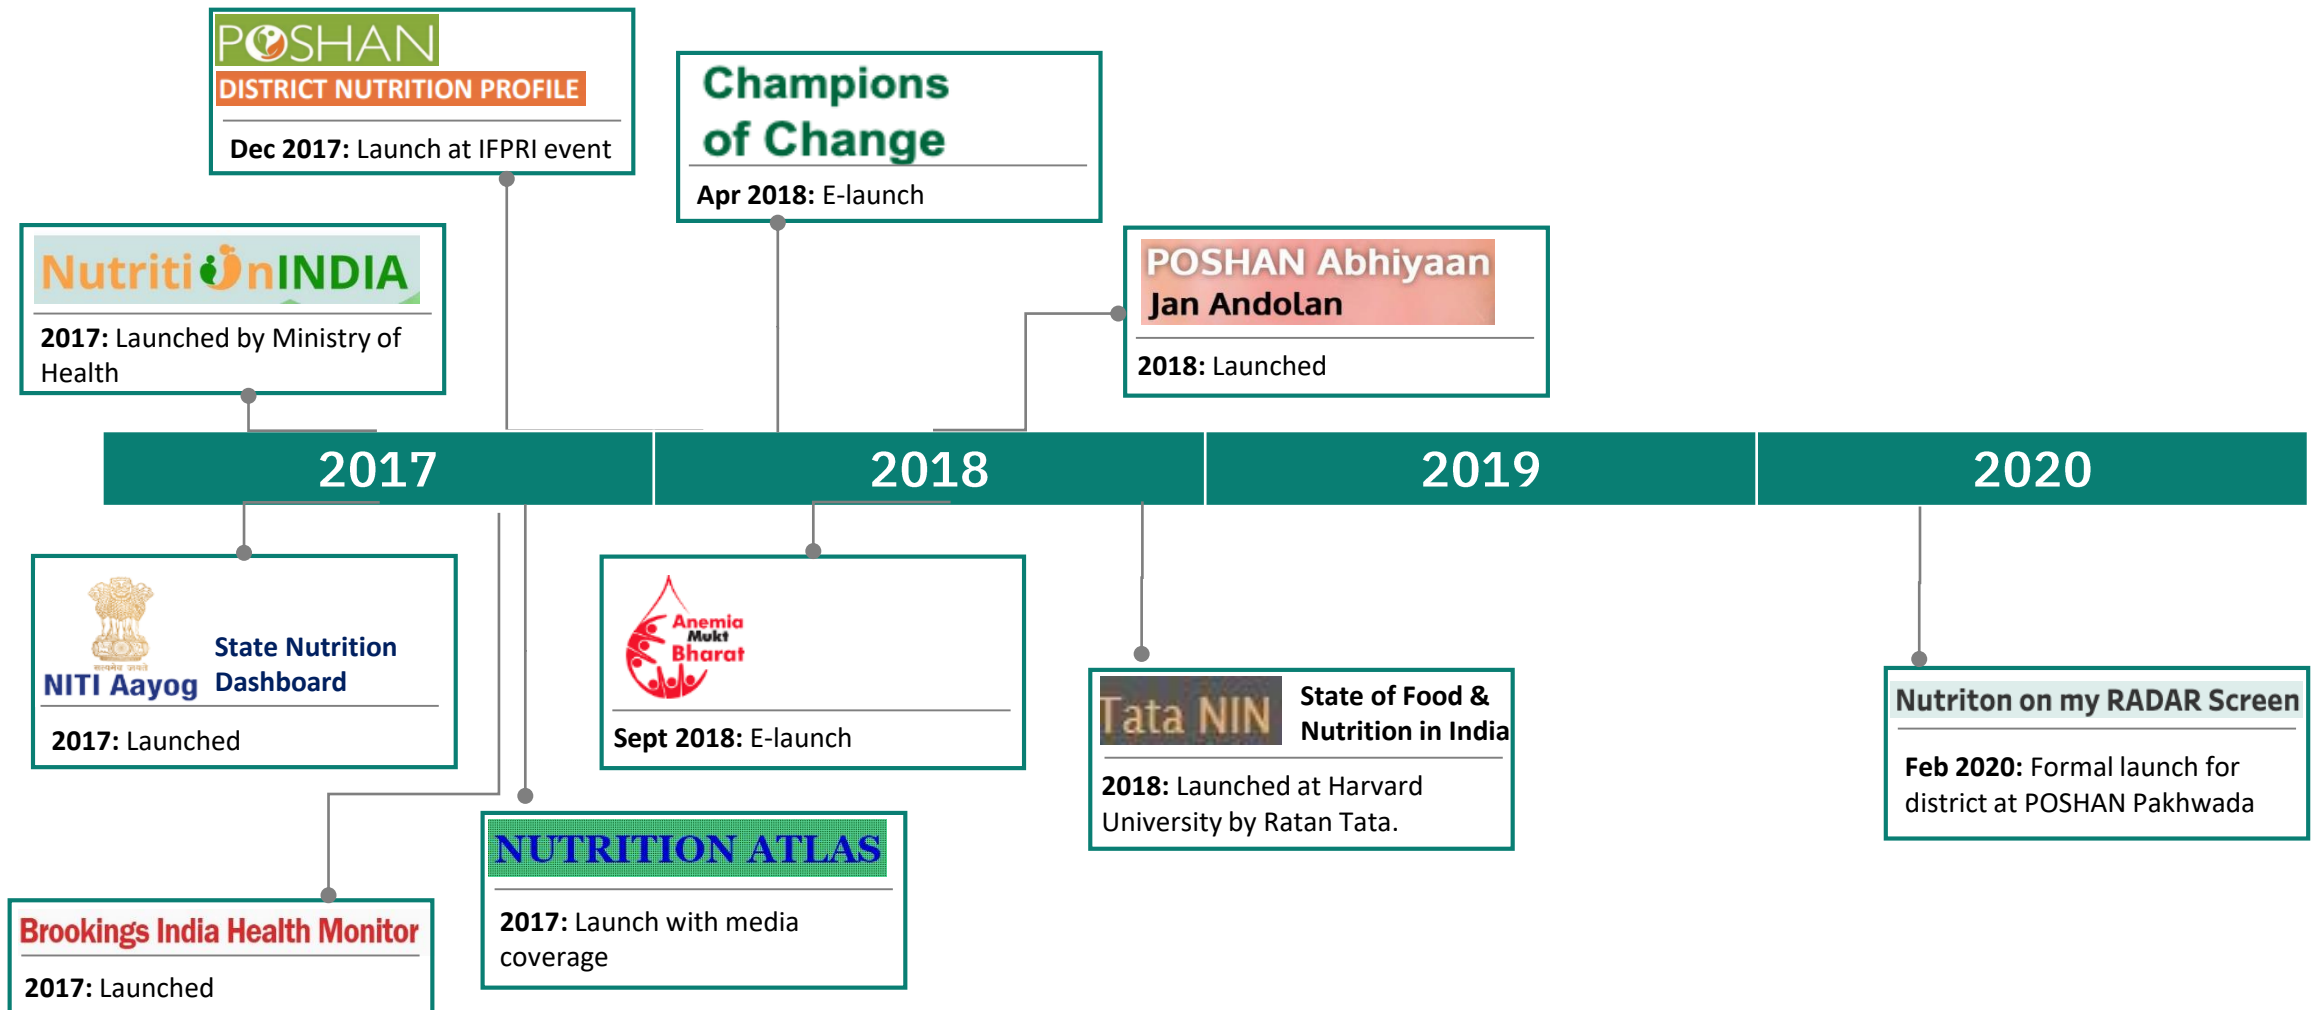 POSHAN
DISTRICT NUTRITION PROFILE
Dec 2017: Launch at IFPRI event
Champions
of Change
Apr 2018: E-launch
NutritionINDIA
2017: Launched by Ministry of
Health
POSHAN Abhiyaan
Jan Andolan
2018: Launched
2017
2018
2019
2020
सत्यमेव जयते
NITI Aayog
State Nutrition
Dashboard
2017: Launched
Anemia
Mukt
Bharat
Sept 2018: E-launch
Tata NIN
State of Food &
Nutrition in India
2018: Launched at Harvard
University by Ratan Tata.
Nutriton on my RADAR Screen
Feb 2020: Formal launch for
district at POSHAN Pakhwada
NUTRITION ATLAS
2017: Launch with media
coverage
Brookings India Health Monitor
2017: Launched